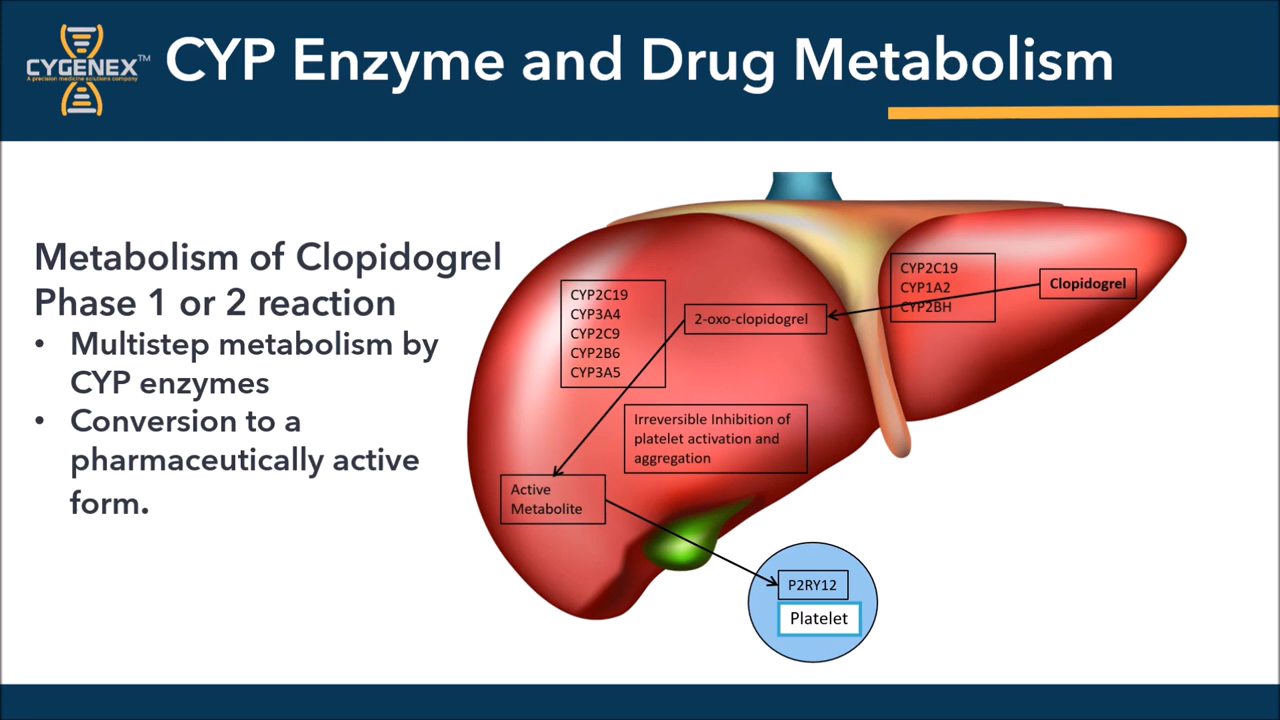 CYGENEX™
A precision medicine solutions company
CYP Enzyme and Drug Metabolism
Metabolism of Clopidogrel
Phase 1 or 2 reaction
• Multistep metabolism by
CYP enzymes
• Conversion to a
pharmaceutically active
form.
CYP2C19
CYP1A2
CYP2BH
Clopidogrel
CYP2C19
CYP3A4
CYP2C9
CYP2B6
CYP3A5
2-oxo-clopidogrel
Irreversible Inhibition of
platelet activation and
aggregation
Active
Metabolite
P2RY12
Platelet